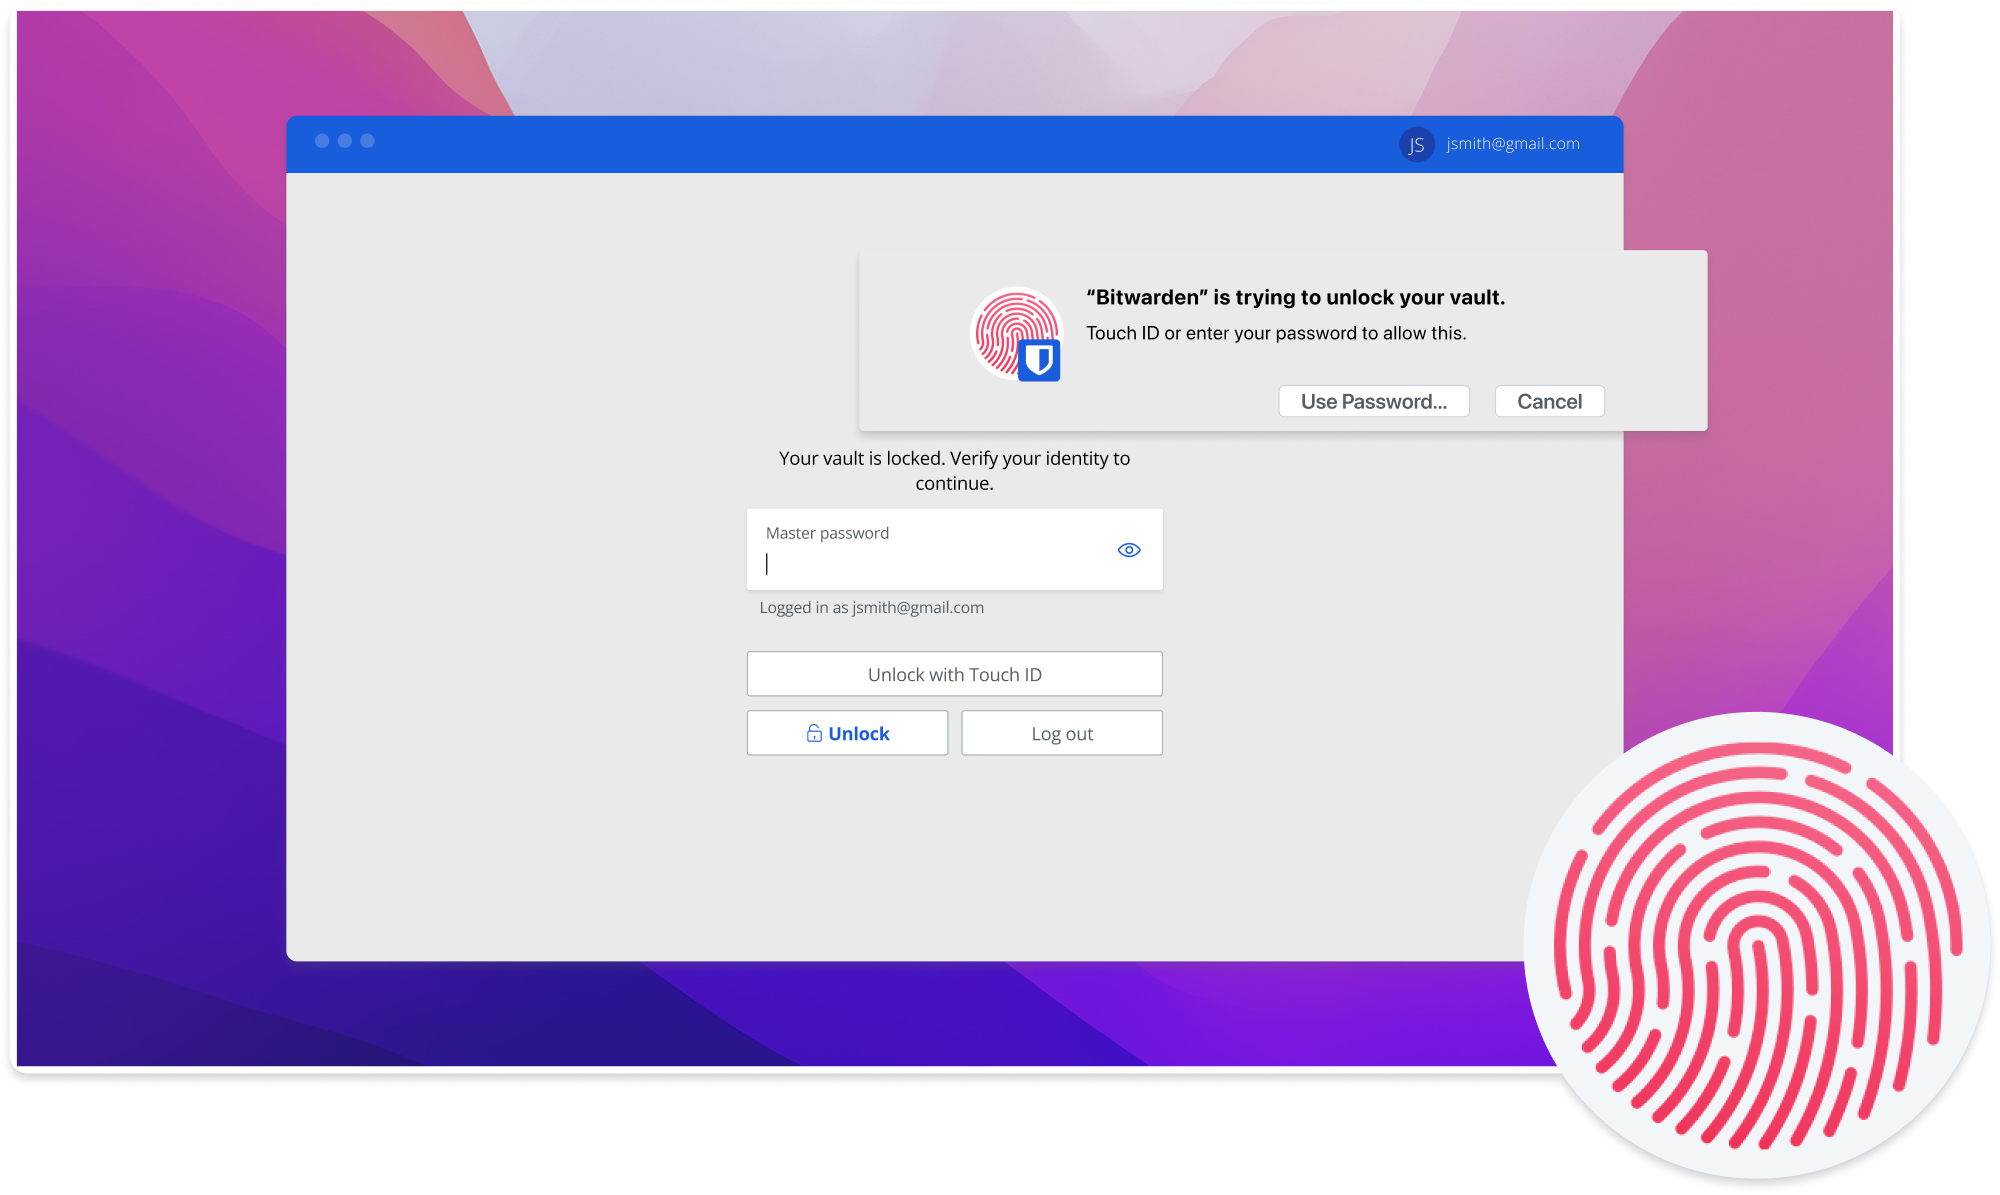 JS jsmith@gmail.com
“Bitwarden” is trying to unlock your vault.
Touch ID or enter your password to allow this.
Use Password... Cancel
Your vault is locked. Verify your identity to
continue.
Master password
Logged in as jsmith@gmail.com
Unlock with Touch ID
Unlock Log out